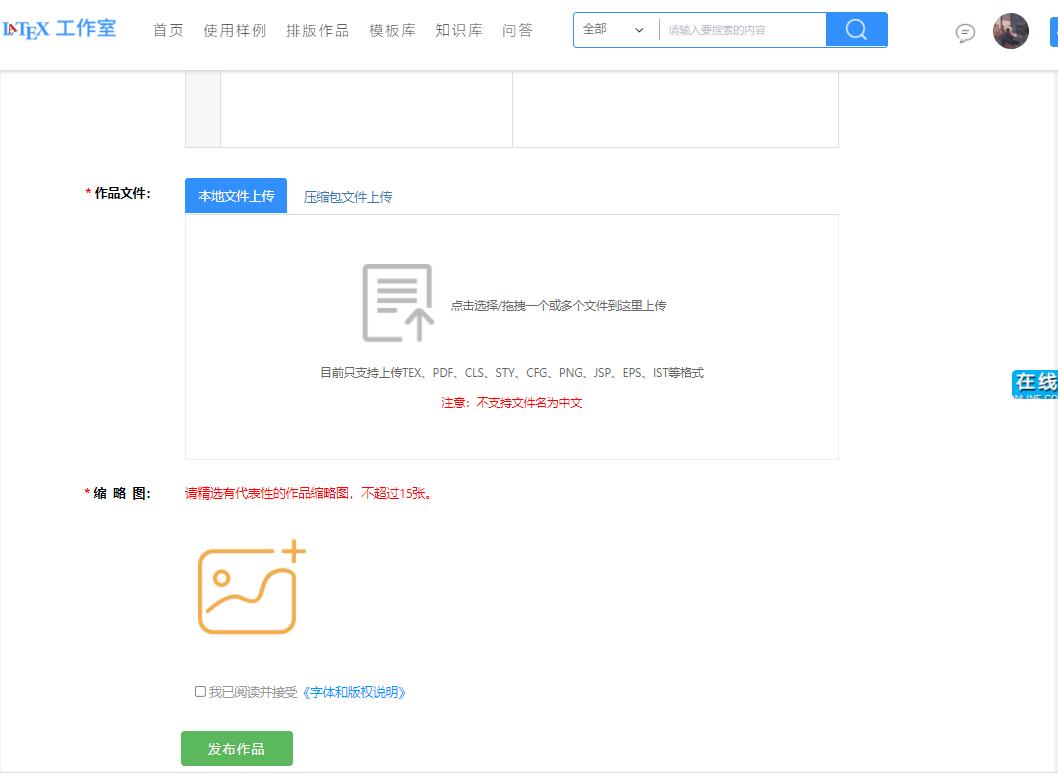 LATEX 工作室
首页 使用样例 排版作品 模板库 知识库 问答
全部 请输入要搜索的内容
* 作品文件:
本地文件上传 压缩包文件上传
点击选择/拖拽一个或多个文件到这里上传
目前只支持上传TEX、PDF、CLS、STY、CFG、PNG、JSP、EPS、IST等格式
注意：不支持文件名为中文
在线
* 缩 略 图:
请精选有代表性的作品缩略图，不超过15张。
我已阅读并接受《字体和版权说明》
发布作品